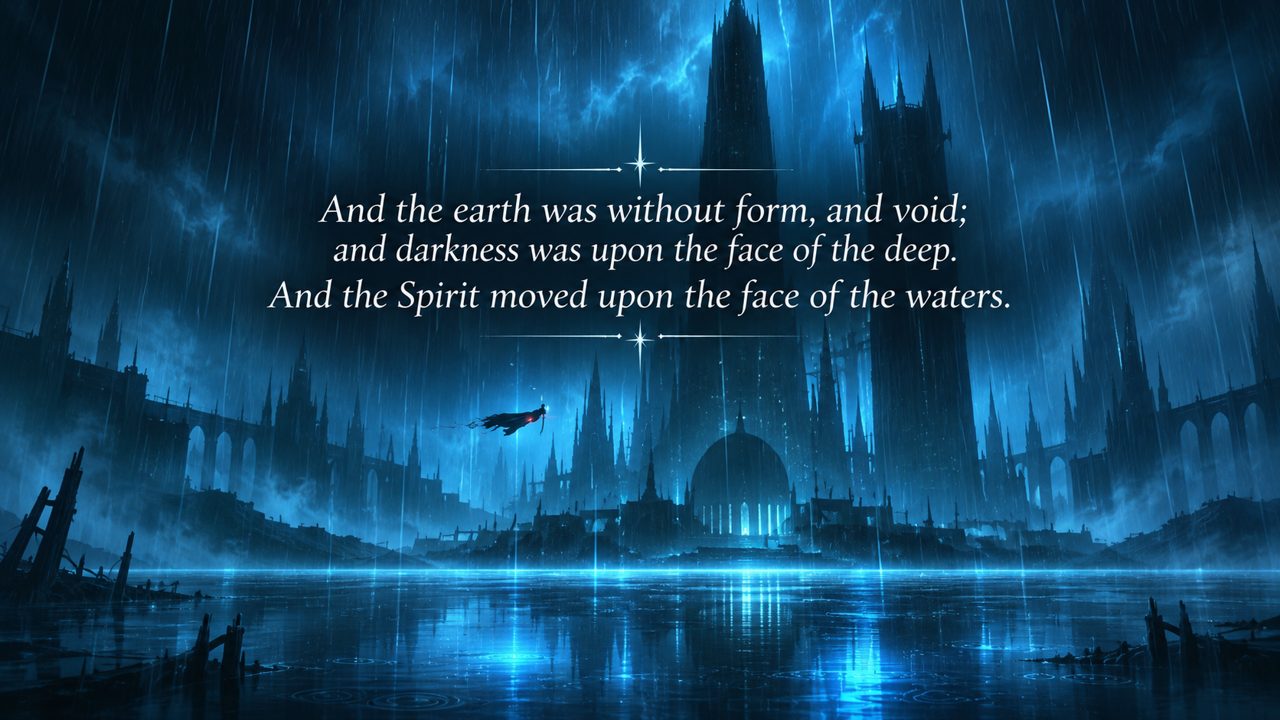 And the earth was without form, and void;
and darkness was upon the face of the deep.
And the Spirit moved upon the face of the waters.